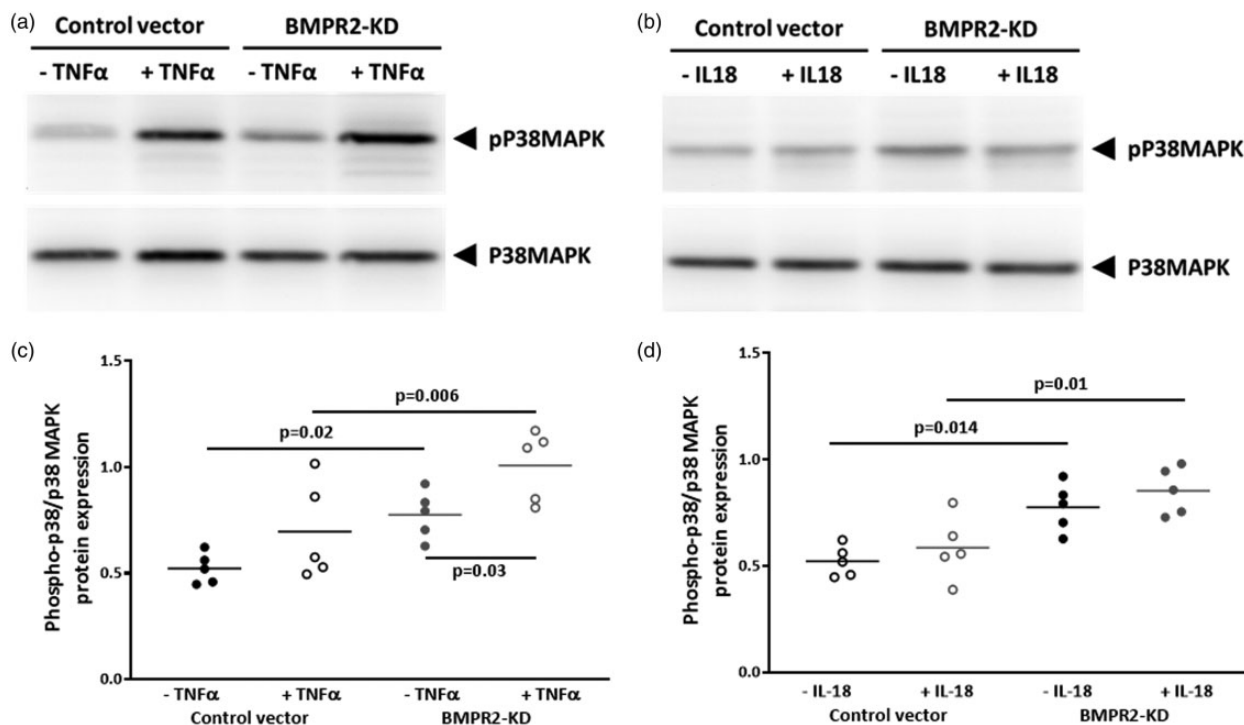 (a)
Control vector BMPR2-KD
- TNFα + TNFα - TNFα + TNFα
pP38MAPK
P38MAPK
(b)
Control vector BMPR2-KD
- IL18 + IL18 - IL18 + IL18
pP38MAPK
P38MAPK
(c)
Phospho-p38/p38 MAPK
protein expression
1.5
1.0
0.5
0.0
p=0.006
p=0.02
p=0.03
- TNFα + TNFα - TNFα + TNFα
Control vector BMPR2-KD
(d)
Phospho-p38/p38 MAPK
protein expression
1.5
1.0
0.5
0.0
p=0.01
p=0.014
- IL-18 + IL-18 - IL-18 + IL-18
Control vector BMPR2-KD